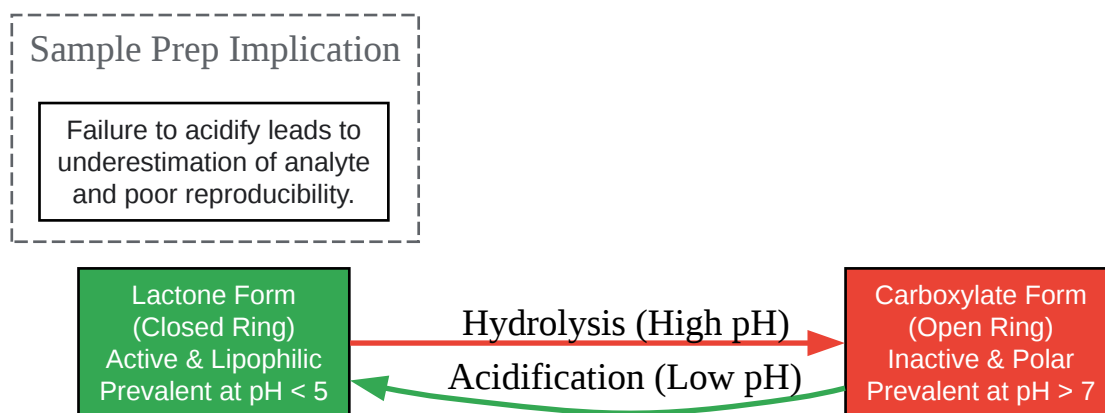 Sample Prep Implication
Failure to acidify leads to
underestimation of analyte
and poor reproducibility.
Lactone Form
(Closed Ring)
Active & Lipophilic
Prevalent at pH < 5
Hydrolysis (High pH)
Acidification (Low pH)
Carboxylate Form
(Open Ring)
Inactive & Polar
Prevalent at pH > 7